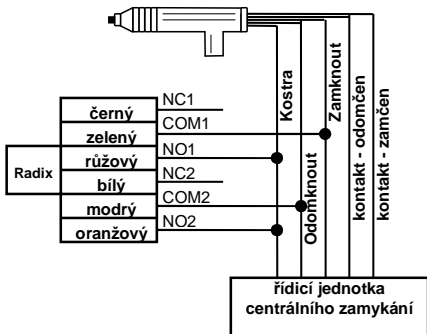 černý NC1
zelený COM1
růžový NO1
Radix
bílý NC2
modrý COM2
oranžový NO2
Kostra
Odomknout
Zamknout
kontakt - odomčen
kontakt - zamčen
řídicí jednotka
centrálního zamykání